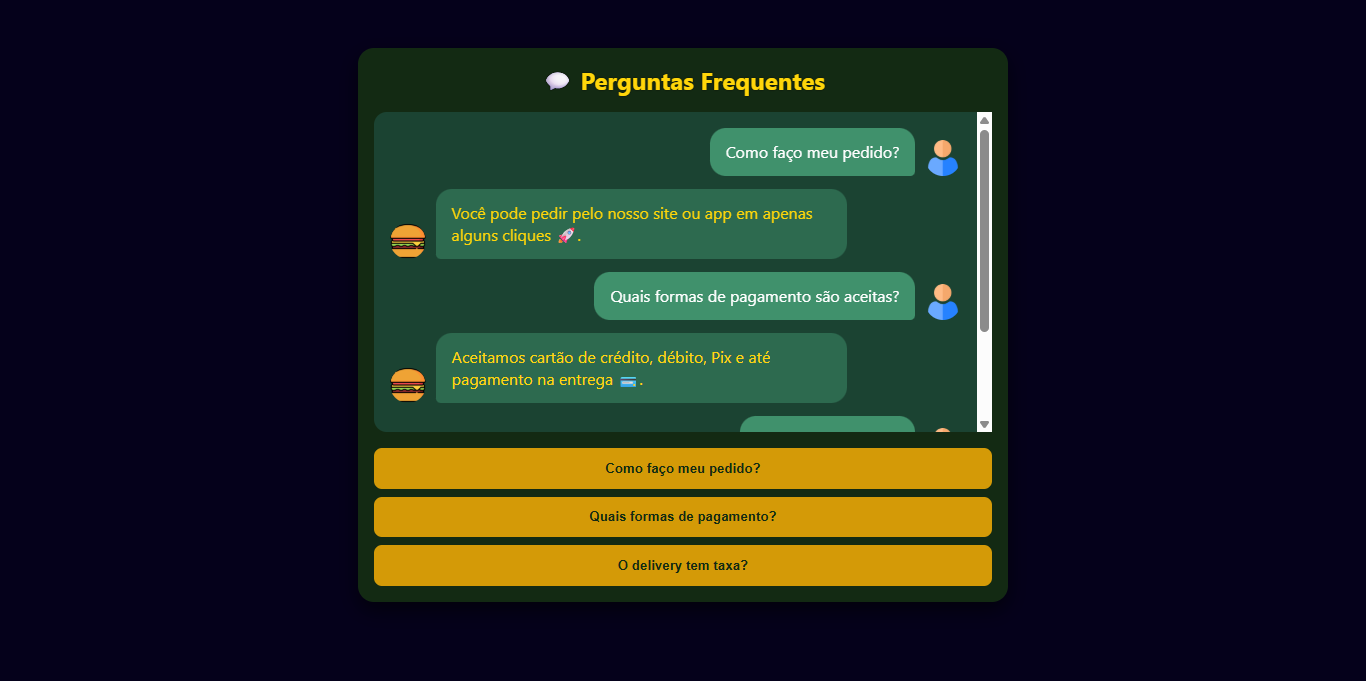 💬 Perguntas Frequentes
Como faço meu pedido?
Você pode pedir pelo nosso site ou app em apenas
alguns cliques 🚀.
Quais formas de pagamento são aceitas?
Aceitamos cartão de crédito, débito, Pix e até
pagamento na entrega 💳.
Como faço meu pedido?
Quais formas de pagamento?
O delivery tem taxa?